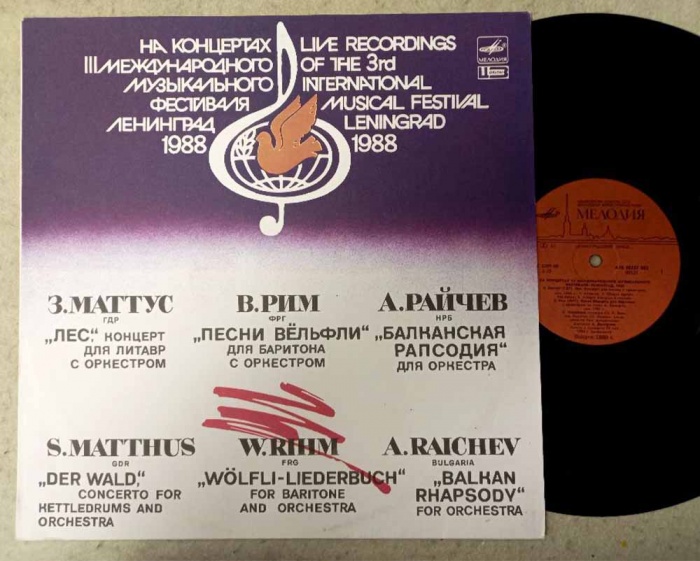 НА КОНЦЕРТАХ
III МЕЖДУНАРОДНОГО
МУЗЫКАЛЬНОГО
ФЕСТИВАЛЯ
ЛЕНИНГРАД
1988
LIVE RECORDINGS
OF THE 3rd
INTERNATIONAL
MUSICAL FESTIVAL
LENINGRAD
1988
МЕЛОДИЯ
З.МАТТУС
ГДР
„ЛЕС“, КОНЦЕРТ
ДЛЯ ЛИТАВР
С ОРКЕСТРОМ
В.РИМ
ФРГ
„ПЕСНИ ВЁЛЬФЛИ“
ДЛЯ БАРИТОНА
С ОРКЕСТРОМ
А.РАЙЧЕВ
НРБ
„БАЛКАНСКАЯ
РАПСОДИЯ“
ДЛЯ ОРКЕСТРА
S.MATTHUS
GDR
„DER WALD,“
CONCERTO FOR
KETTLEDRUMS AND
ORCHESTRA
W.RIHM
FRG
„WÖLFLI-LIEDERBUCH“
FOR BARITONE
AND ORCHESTRA
A.RAICHEV
BULGARIA
„BALKAN
RHAPSODY“
FOR ORCHESTRA
МЕЛОДИЯ